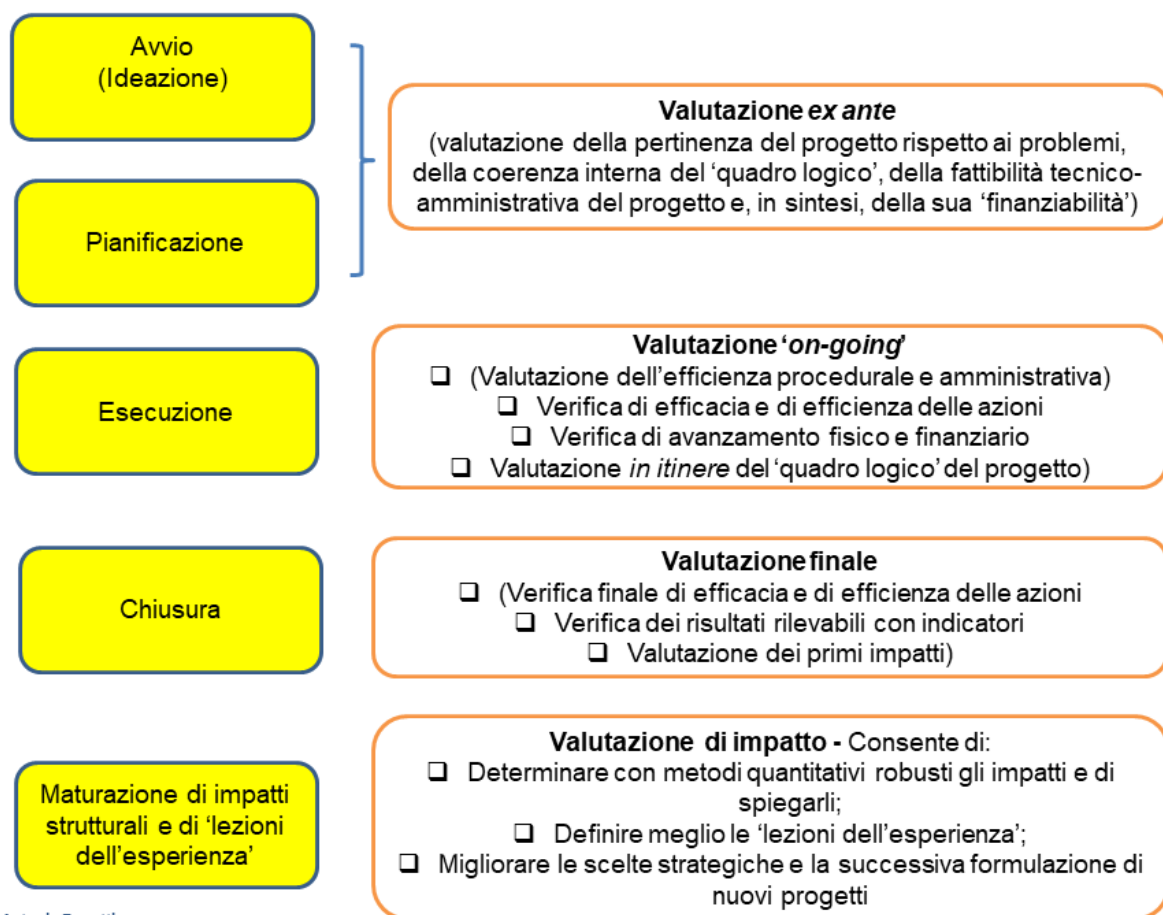 Avvio
(Ideazione)
Valutazione ex ante
(valutazione della pertinenza del progetto rispetto ai problemi,
della coerenza interna del ‘quadro logico’, della fattibilità tecnico-
amministrativa del progetto e, in sintesi, della sua ‘finanziabilità’)
Pianificazione
Esecuzione
Valutazione ‘on-going’
❑ (Valutazione dell’efficienza procedurale e amministrativa)
❑ Verifica di efficacia e di efficienza delle azioni
❑ Verifica di avanzamento fisico e finanziario
❑ Valutazione in itinere del ‘quadro logico’ del progetto)
Chiusura
Valutazione finale
❑ (Verifica finale di efficacia e di efficienza delle azioni
❑ Verifica dei risultati rilevabili con indicatori
❑ Valutazione dei primi impatti)
Maturazione di impatti
strutturali e di ‘lezioni
dell’esperienza’
Valutazione di impatto - Consente di:
❑ Determinare con metodi quantitativi robusti gli impatti e di
spiegarli;
❑ Definire meglio le ‘lezioni dell’esperienza’;
❑ Migliorare le scelte strategiche e la successiva formulazione di
nuovi progetti